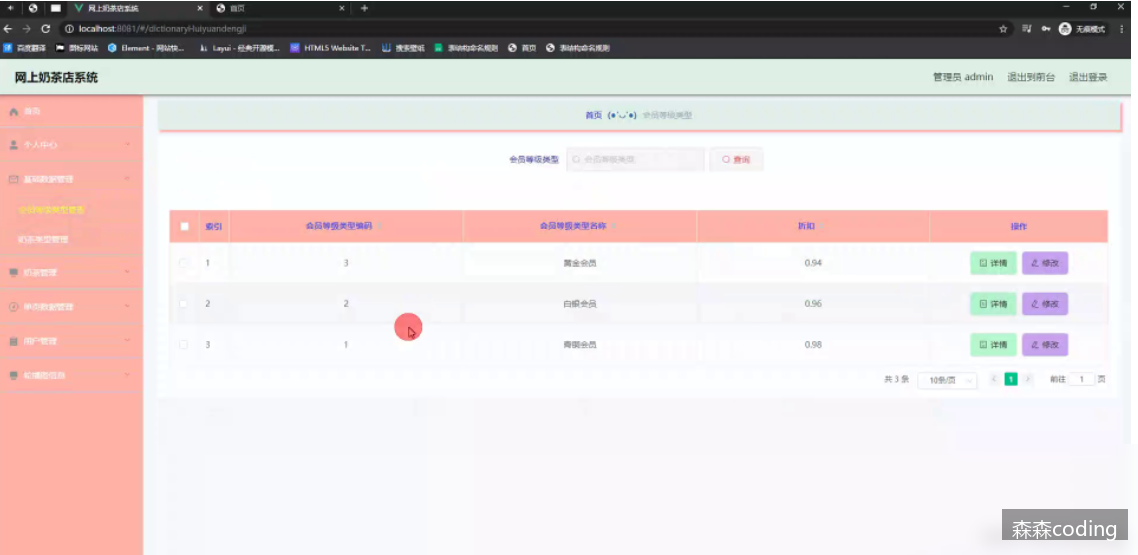 网上奶茶店系统
首页
localhost:8081/#/dictionaryHuiyuandengji
无痕模式
百度翻译 图标网站 Element - 网站快... Layui - 经典开源模... HTML5 Website T... 搜索壁纸 表结构命名规则 首页 表结构命名规则
网上奶茶店系统
管理员 admin 退出到前台 退出登录
首页
个人中心
基础数据管理
会员等级类型管理
奶茶类型管理
奶茶管理
单页数据管理
用户管理
轮播图信息
首页 (●'◡'●) 会员等级类型
会员等级类型 会员等级类型 查询
索引 会员等级类型编码 会员等级类型名称 折扣 操作
1 3 黄金会员 0.94 详情 修改
2 2 白银会员 0.96 详情 修改
3 1 青铜会员 0.98 详情 修改
共 3 条 10条/页 1 前往 1 页
森森coding